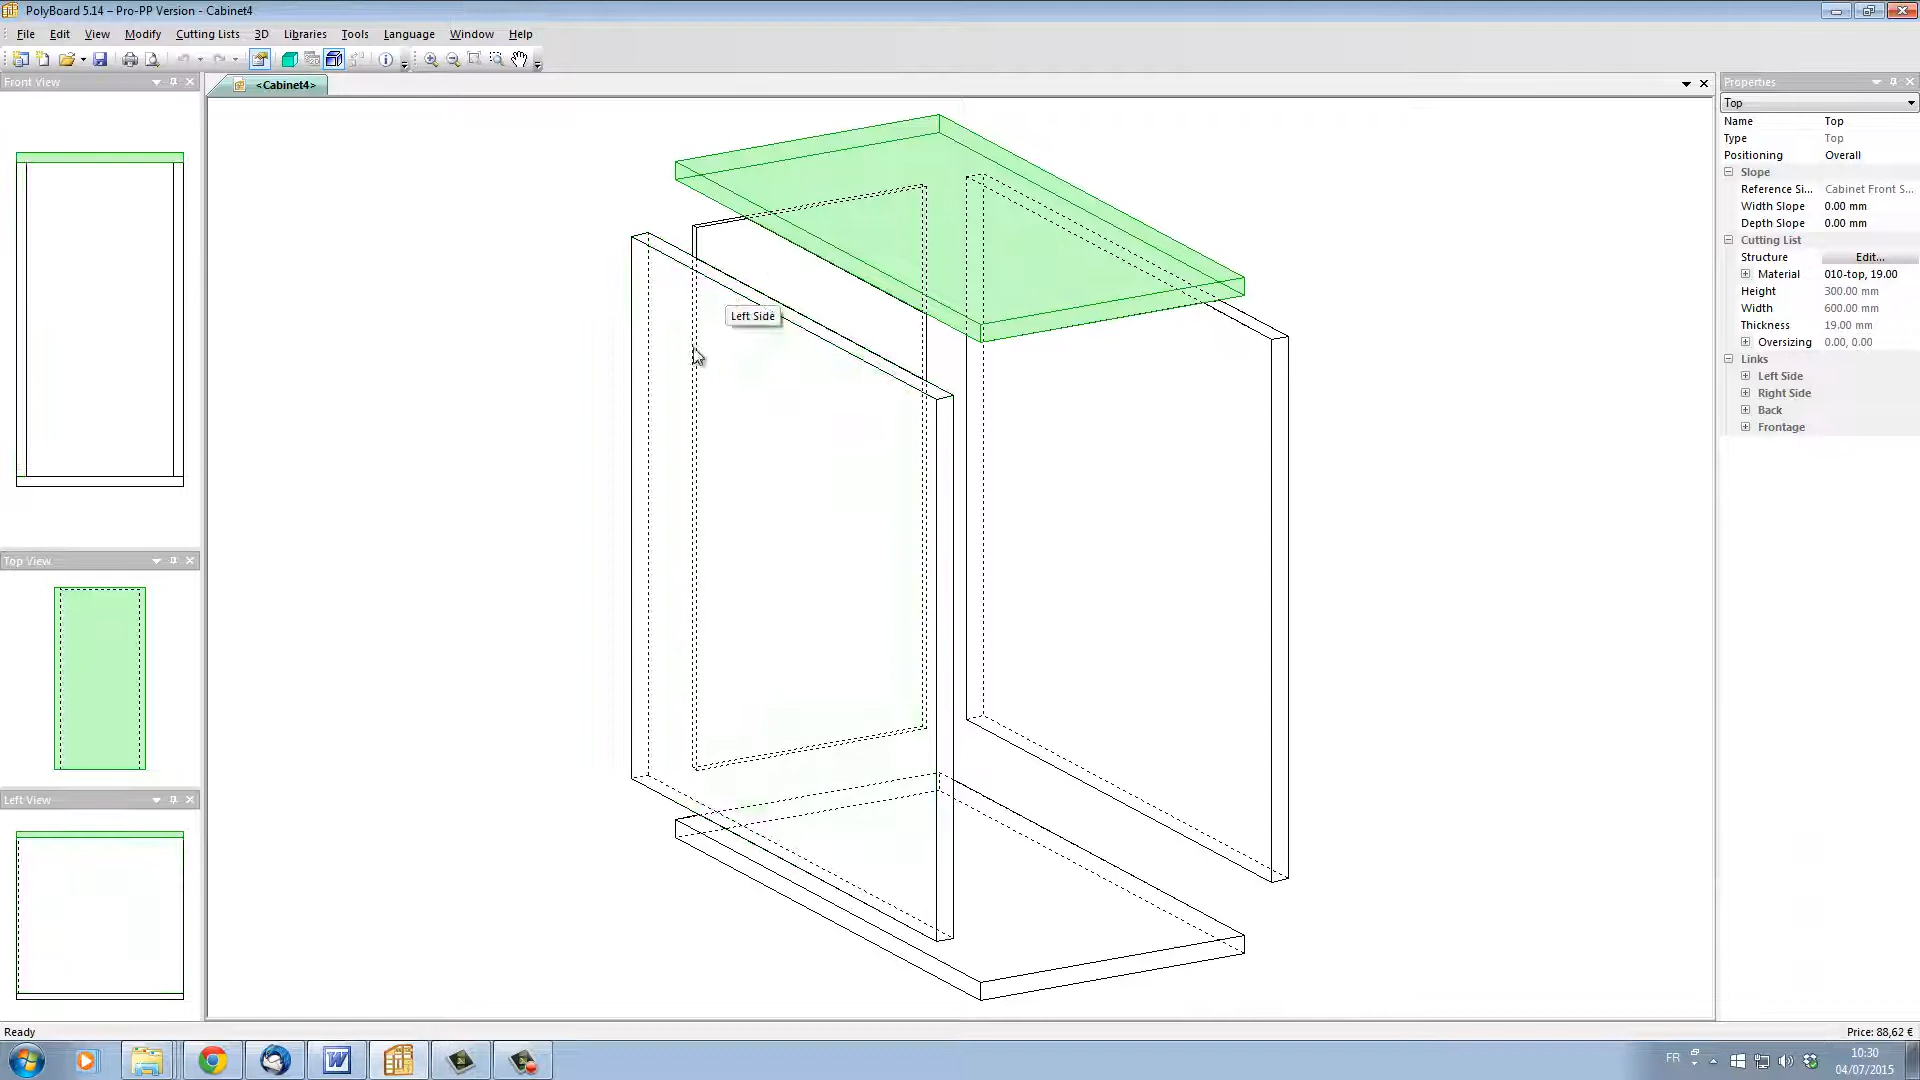 PolyBoard 5.14 – Pro-PP Version - Cabinet4
File Edit View Modify Cutting Lists 3D Libraries Tools Language Window Help
Front View
<Cabinet4>
Properties
Top
Name Top
Type Top
Positioning Overall
Slope
Reference Si... Cabinet Front S...
Width Slope 0.00 mm
Depth Slope 0.00 mm
Cutting List
Structure Edit...
Material 010-top, 19.00
Height 300.00 mm
Width 600.00 mm
Thickness 19.00 mm
Oversizing 0.00, 0.00
Links
Left Side
Right Side
Back
Frontage
Left Side
Top View
Left View
Ready
Price: 88,62 €
FR
10:30
04/07/2015